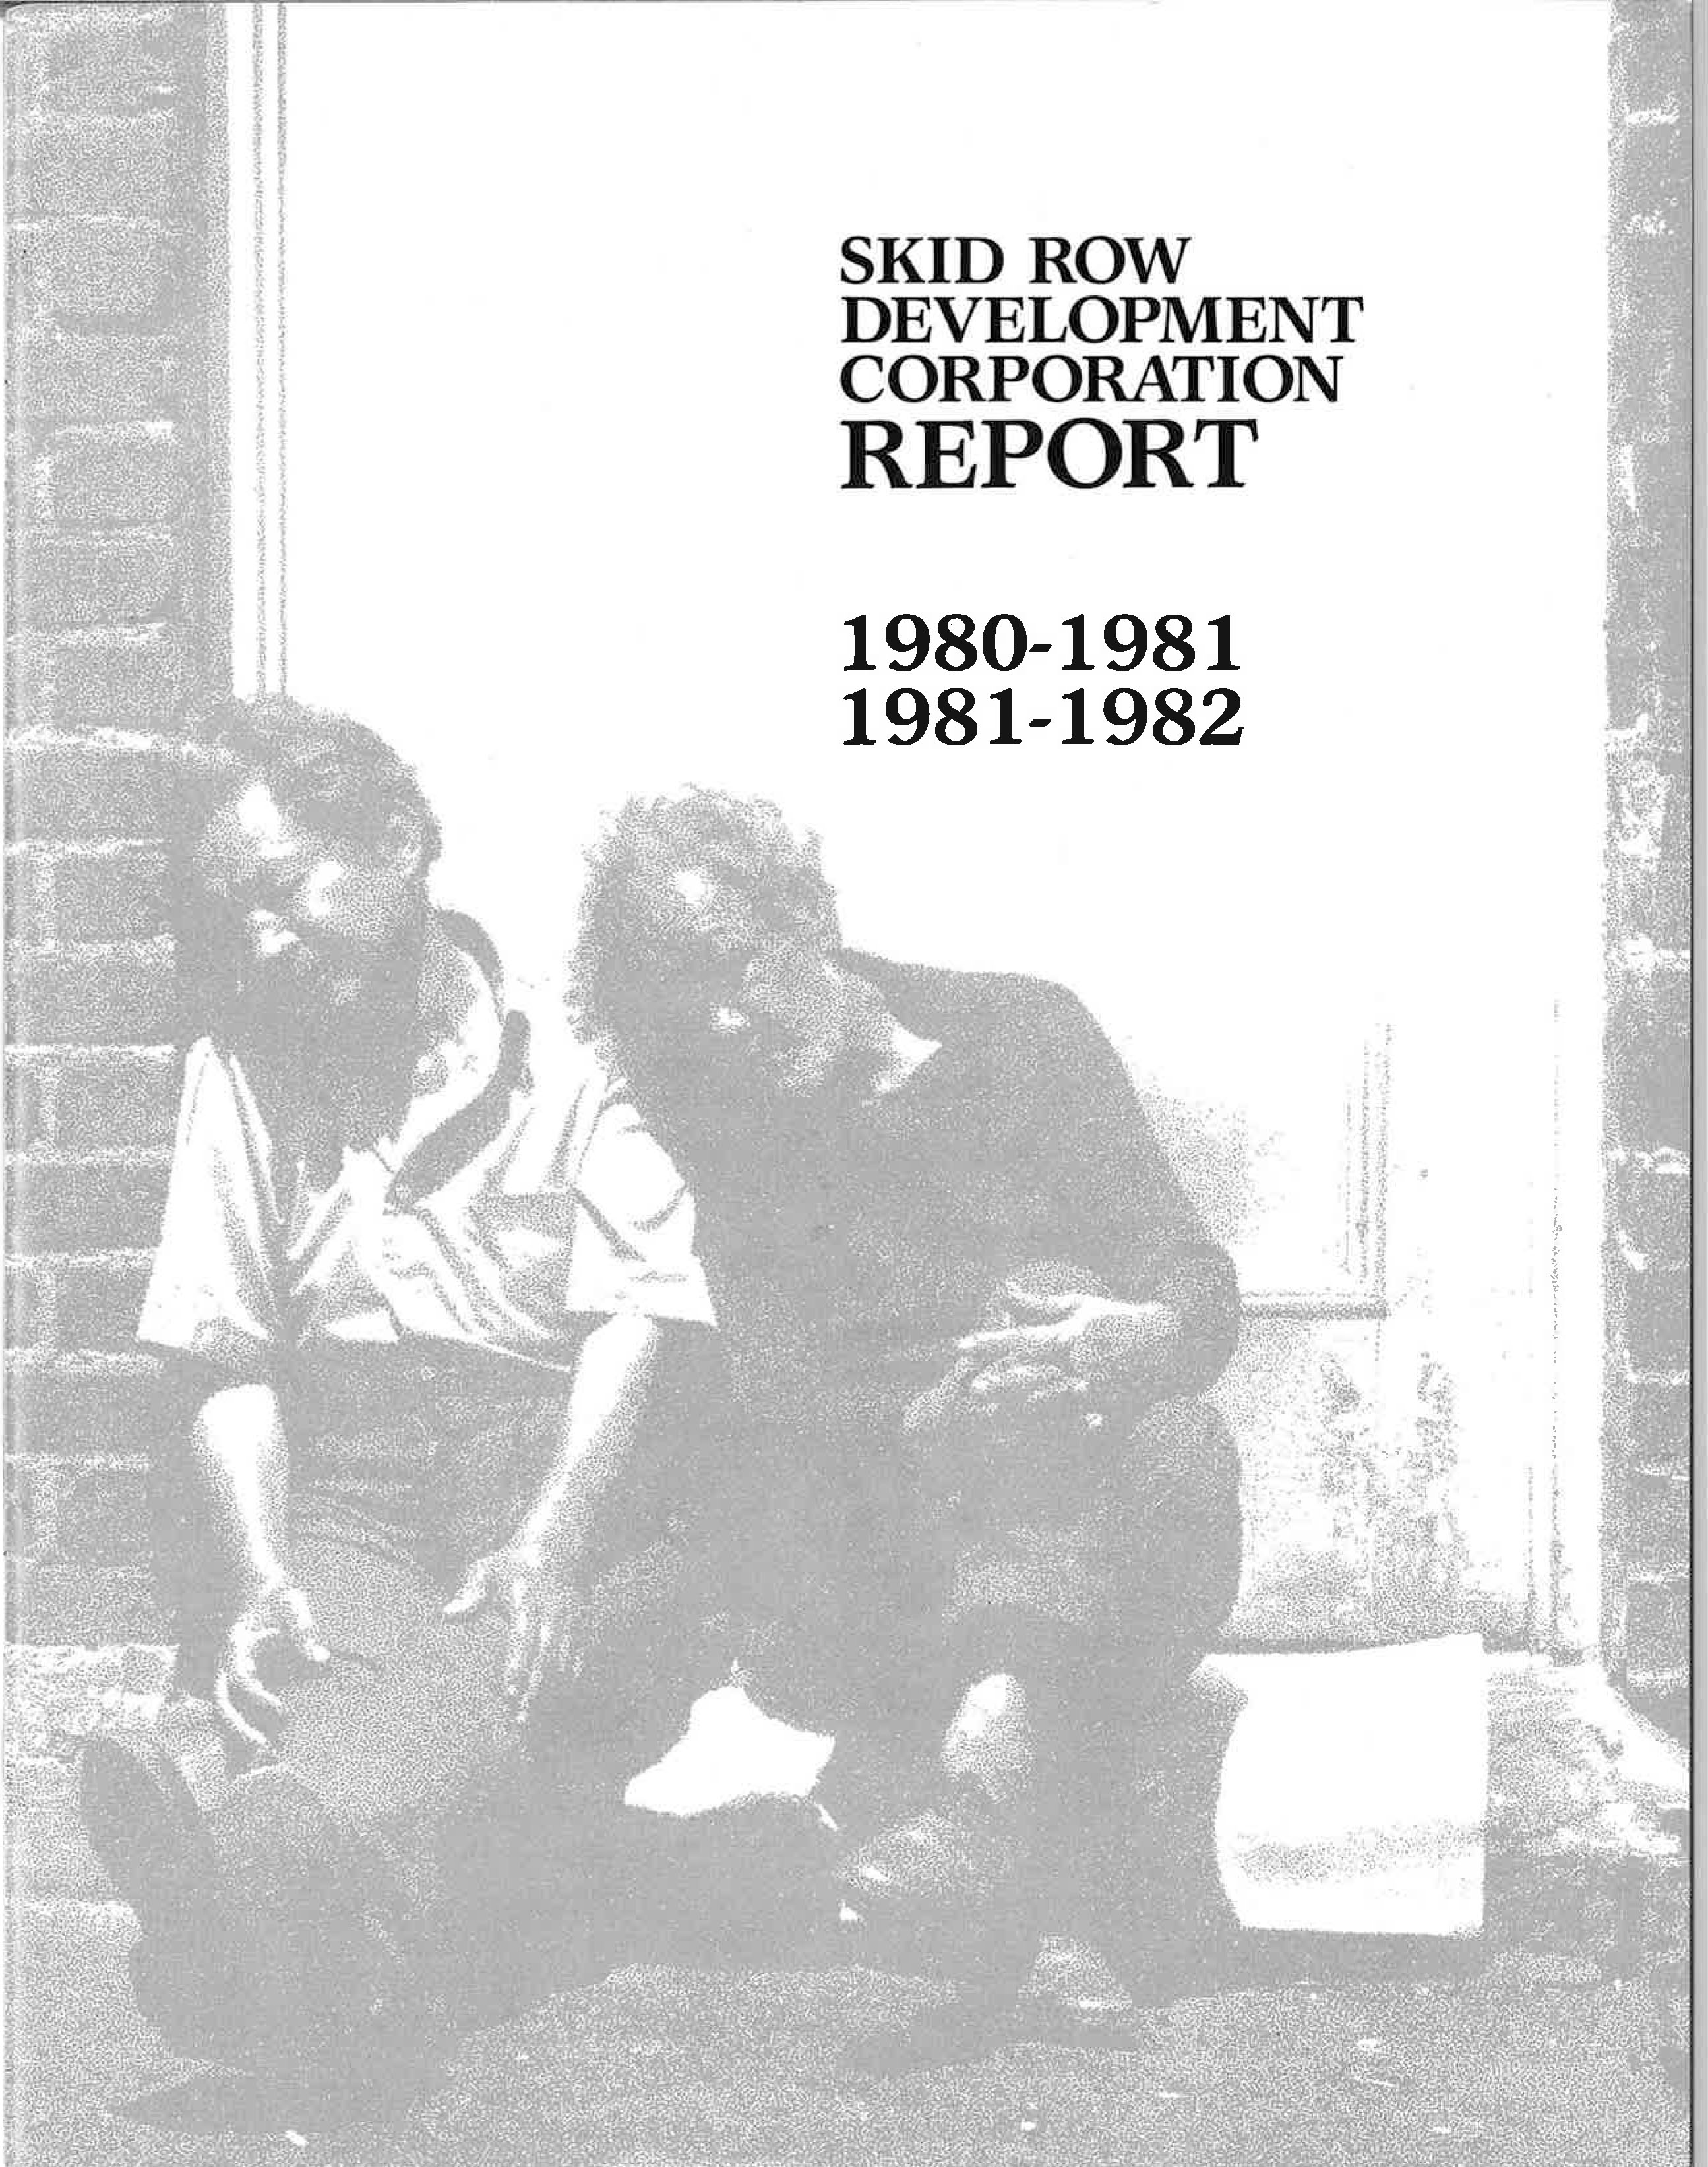 SKID ROW
DEVELOPMENT
CORPORATION
REPORT
1980-1981
1981-1982